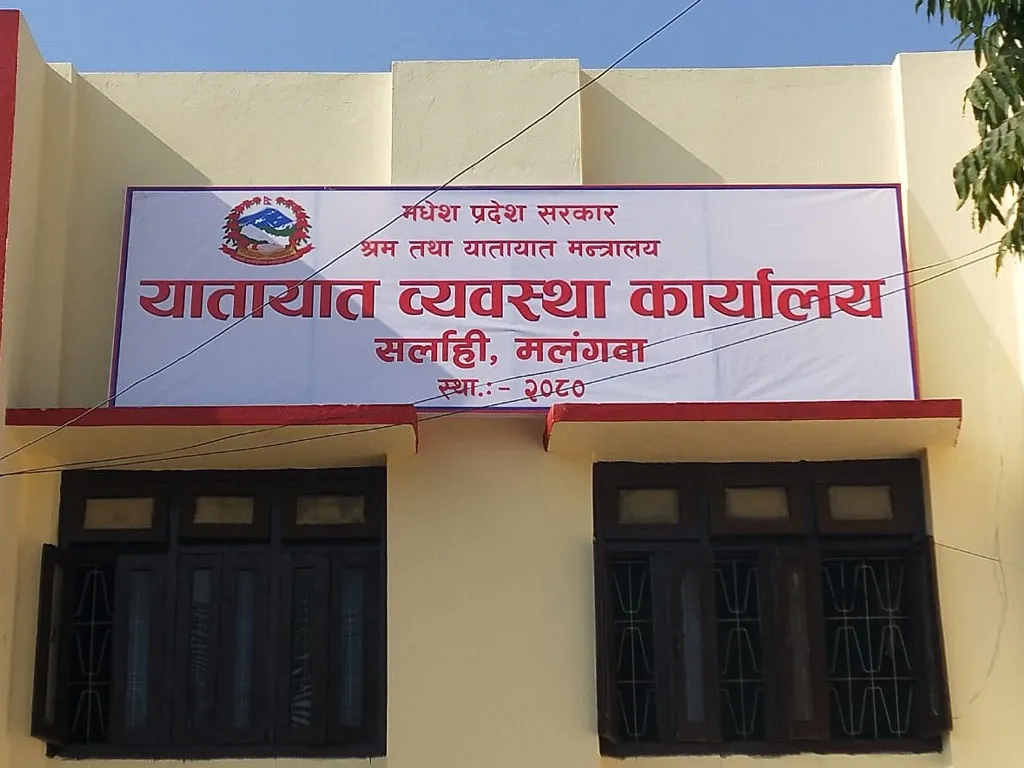 मधेश प्रदेश सरकार
श्रम तथा यातायात मन्त्रालय
यातायात व्यवस्था कार्यालय
सर्लाही, मलंगवा
स्था.:- २०८०